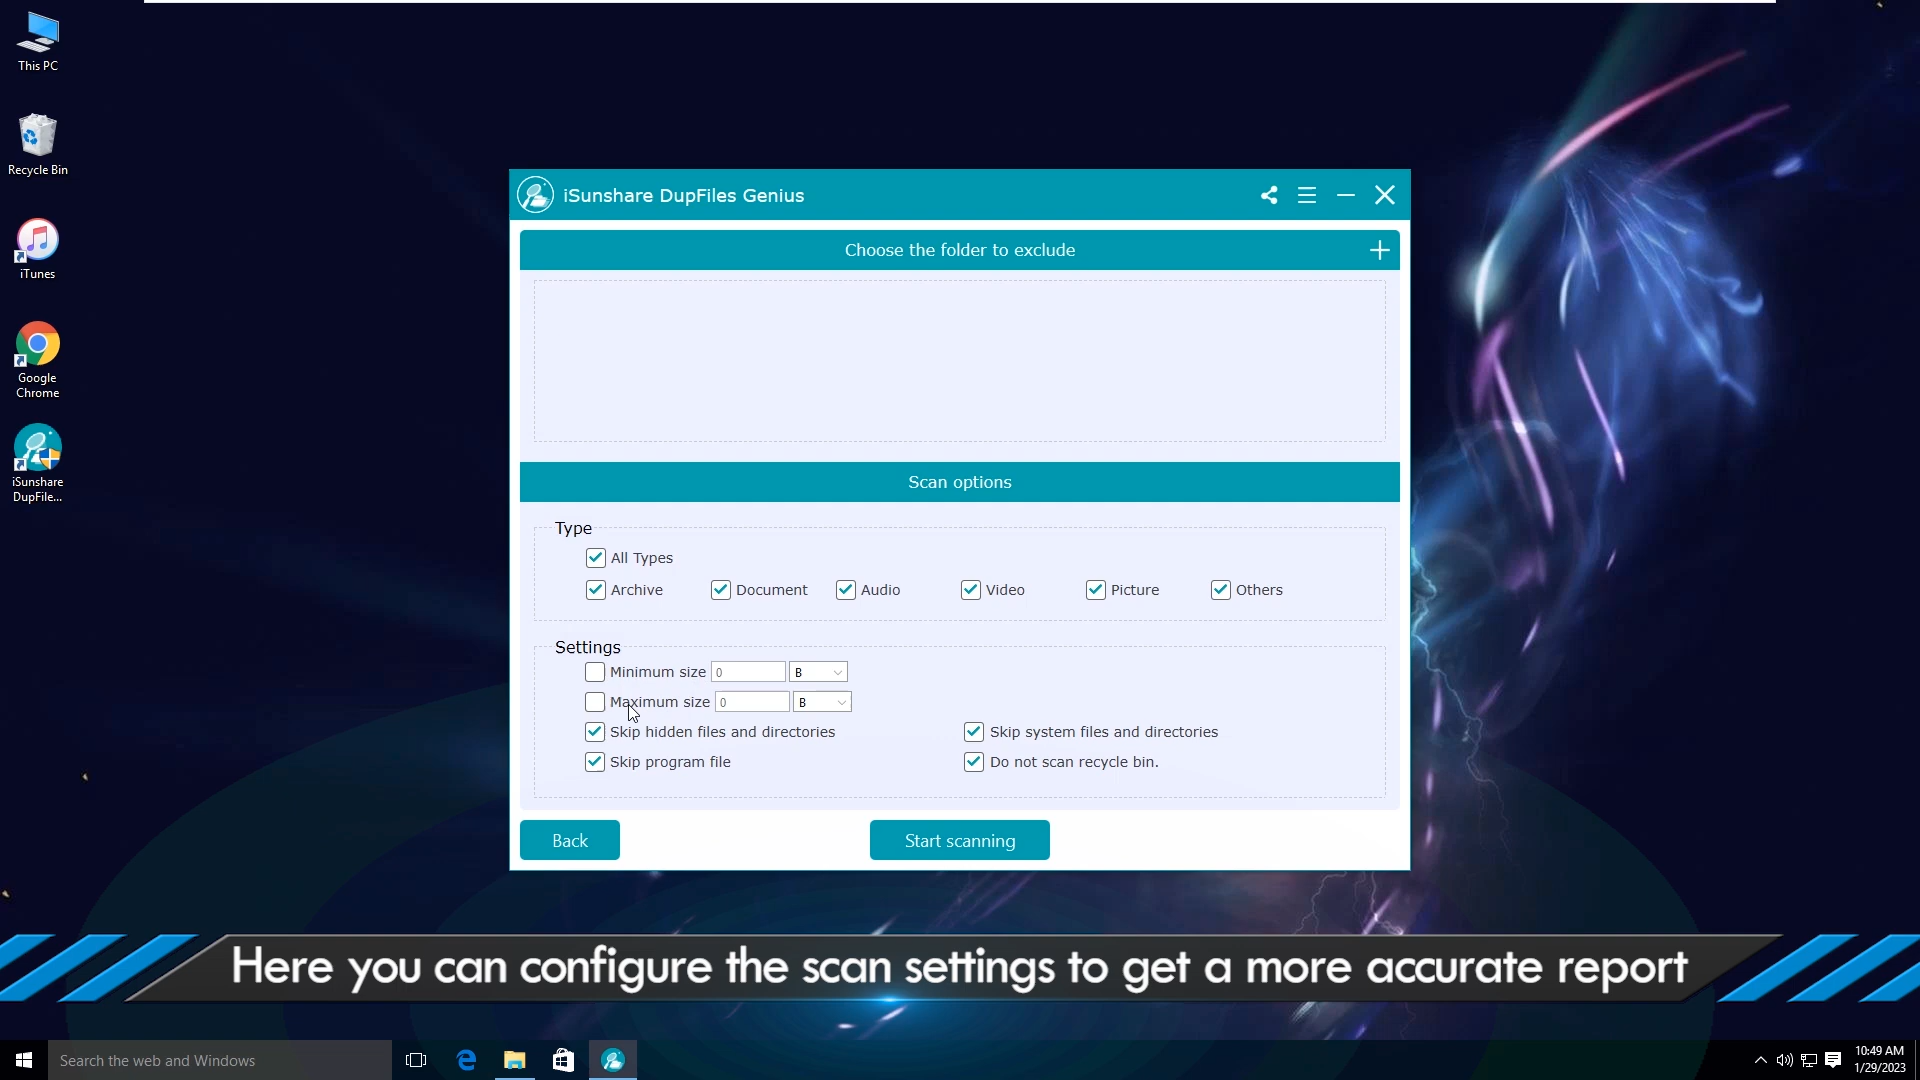 This PC
Recycle Bin
iTunes
Google
Chrome
iSunshare
DupFile...
iSunshare DupFiles Genius
Choose the folder to exclude
Scan options
Type
All Types
Archive Document Audio Video Picture Others
Settings
Minimum size 0 B
Maximum size 0 B
Skip hidden files and directories Skip system files and directories
Skip program file Do not scan recycle bin.
Back Start scanning
Here you can configure the scan settings to get a more accurate report
Search the web and Windows
10:49 AM
1/29/2023